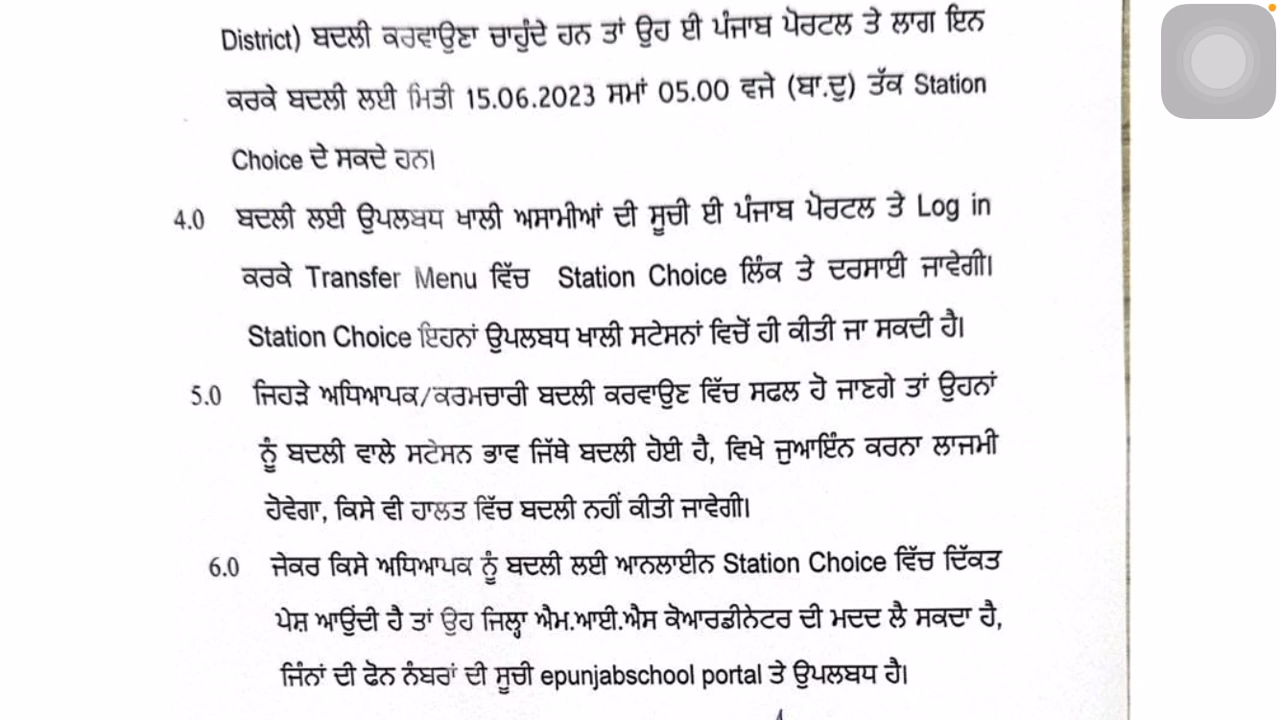 District) ਬਦਲੀ ਕਰਵਾਉਣਾ ਚਾਹੁੰਦੇ ਹਨ ਤਾਂ ਉਹ ਈ ਪੰਜਾਬ ਪੋਰਟਲ ਤੇ ਲਾਗ ਇਨ
ਕਰਕੇ ਬਦਲੀ ਲਈ ਮਿਤੀ 15.06.2023 ਸਮਾਂ 05.00 ਵਜੇ (ਬਾ.ਦੁ) ਤੱਕ Station
Choice ਦੇ ਸਕਦੇ ਹਨ।
4.0 ਬਦਲੀ ਲਈ ਉਪਲਬਧ ਖਾਲੀ ਅਸਾਮੀਆਂ ਦੀ ਸੂਚੀ ਈ ਪੰਜਾਬ ਪੋਰਟਲ ਤੇ Log in
ਕਰਕੇ Transfer Menu ਵਿੱਚ Station Choice ਲਿੰਕ ਤੇ ਦਰਸਾਈ ਜਾਵੇਗੀ।
Station Choice ਇਹਨਾਂ ਉਪਲਬਧ ਖਾਲੀ ਸਟੇਸਨਾਂ ਵਿਚੋਂ ਹੀ ਕੀਤੀ ਜਾ ਸਕਦੀ ਹੈ।
5.0 ਜਿਹੜੇ ਅਧਿਆਪਕ/ਕਰਮਚਾਰੀ ਬਦਲੀ ਕਰਵਾਉਣ ਵਿੱਚ ਸਫਲ ਹੋ ਜਾਣਗੇ ਤਾਂ ਉਹਨਾਂ
ਨੂੰ ਬਦਲੀ ਵਾਲੇ ਸਟੇਸਨ ਭਾਵ ਜਿੱਥੇ ਬਦਲੀ ਹੋਈ ਹੈ, ਵਿਖੇ ਜੁਆਇੰਨ ਕਰਨਾ ਲਾਜਮੀ
ਹੋਵੇਗਾ, ਕਿਸੇ ਵੀ ਹਾਲਤ ਵਿੱਚ ਬਦਲੀ ਨਹੀਂ ਕੀਤੀ ਜਾਵੇਗੀ।
6.0 ਜੇਕਰ ਕਿਸੇ ਅਧਿਆਪਕ ਨੂੰ ਬਦਲੀ ਲਈ ਆਨਲਾਈਨ Station Choice ਵਿੱਚ ਦਿੱਕਤ
ਪੇਸ਼ ਆਉਂਦੀ ਹੈ ਤਾਂ ਉਹ ਜਿਲ੍ਹਾ ਐਮ.ਆਈ.ਐਸ ਕੋਆਰਡੀਨੇਟਰ ਦੀ ਮਦਦ ਲੈ ਸਕਦਾ ਹੈ,
ਜਿੰਨਾਂ ਦੀ ਫੋਨ ਨੰਬਰਾਂ ਦੀ ਸੂਚੀ epunjabschool portal ਤੇ ਉਪਲਬਧ ਹੈ।